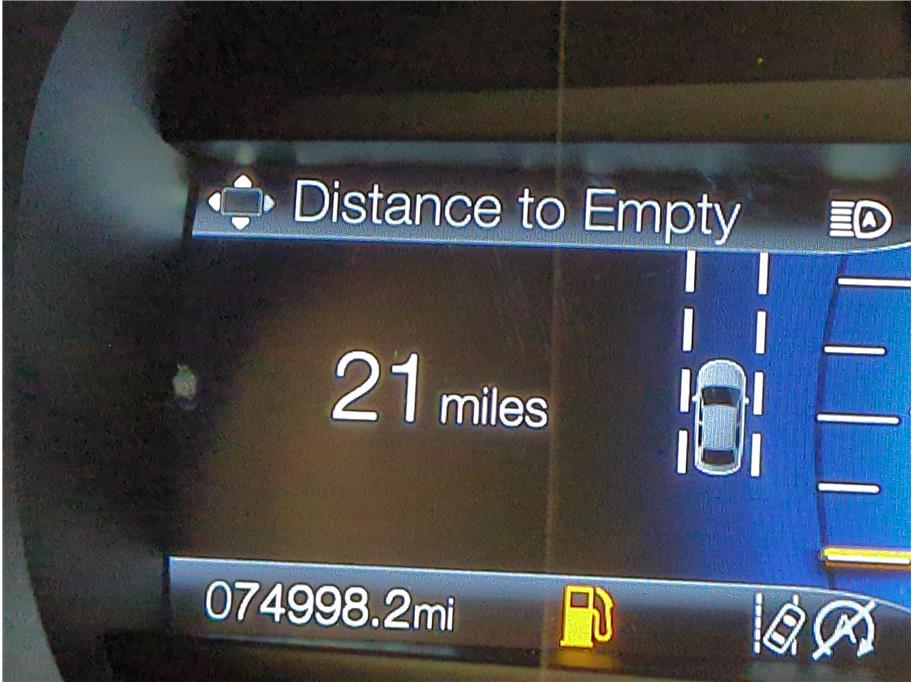 Distance to Empty
21 miles
074998.2mi